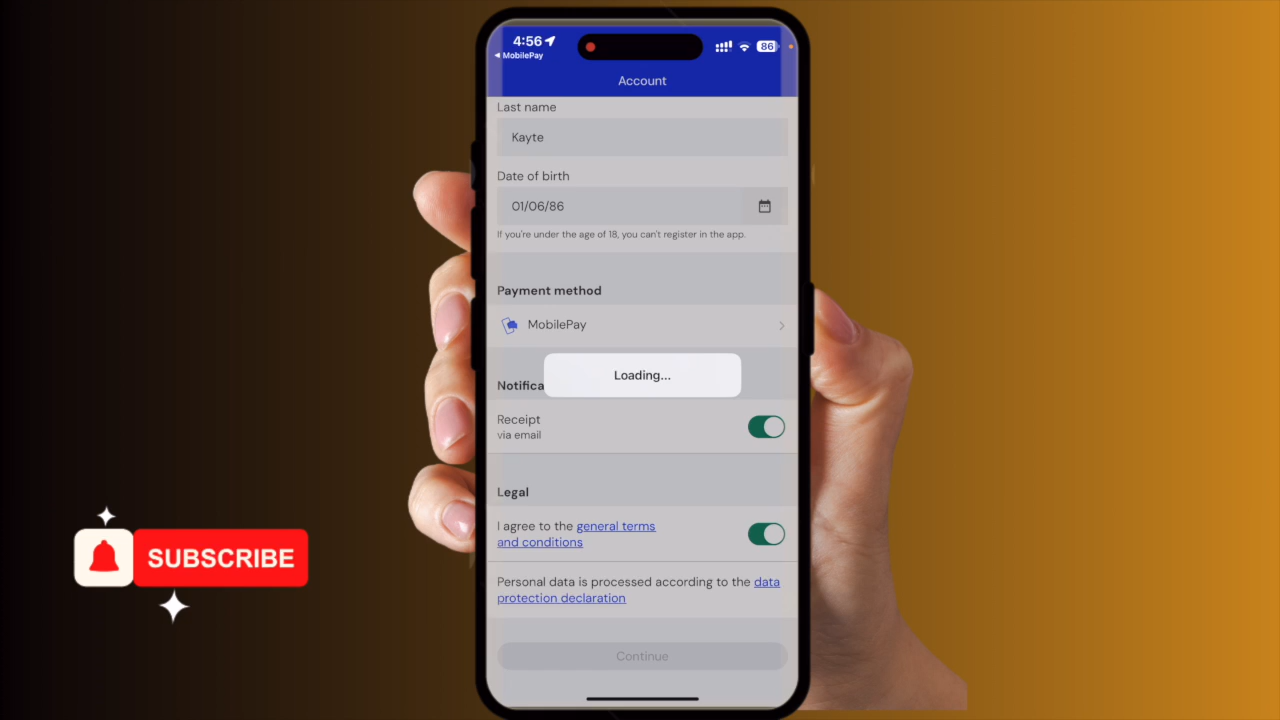 4:56
86
◀ MobilePay
Account
Last name
Kayte
Date of birth
01/06/86
If you're under the age of 18, you can't register in the app.
Payment method
MobilePay
Loading...
Notifica
Receipt
via email
Legal
I agree to the general terms
and conditions
Personal data is processed according to the data
protection declaration
Continue
SUBSCRIBE